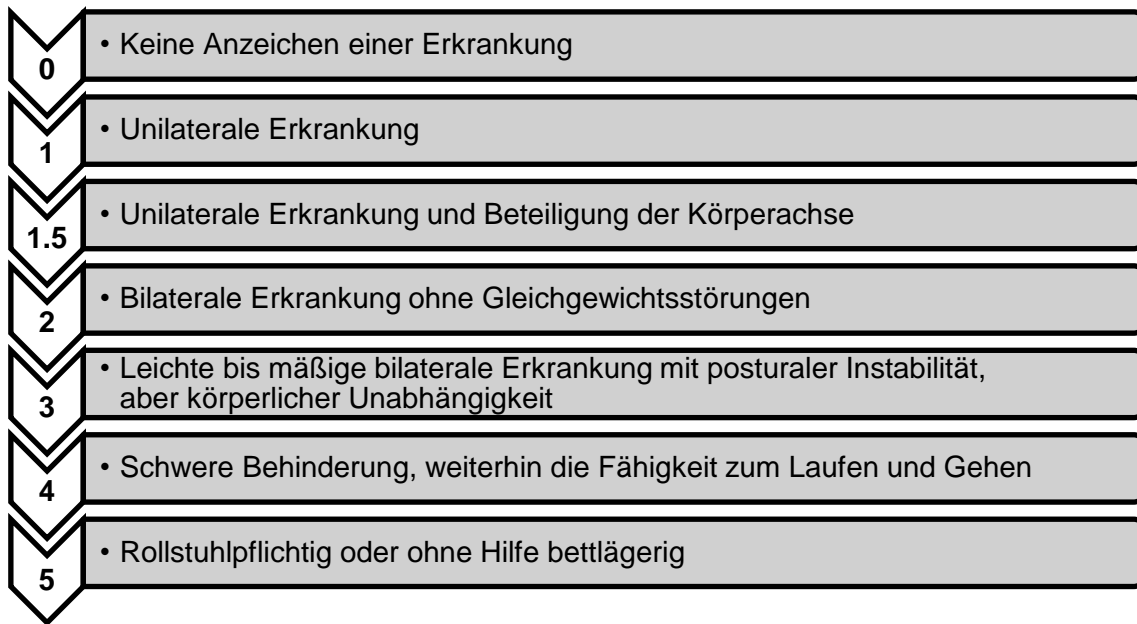 0
• Keine Anzeichen einer Erkrankung
1
• Unilaterale Erkrankung
1.5
• Unilaterale Erkrankung und Beteiligung der Körperachse
2
• Bilaterale Erkrankung ohne Gleichgewichtsstörungen
3
• Leichte bis mäßige bilaterale Erkrankung mit posturaler Instabilität,
aber körperlicher Unabhängigkeit
4
• Schwere Behinderung, weiterhin die Fähigkeit zum Laufen und Gehen
5
• Rollstuhlpflichtig oder ohne Hilfe bettlägerig